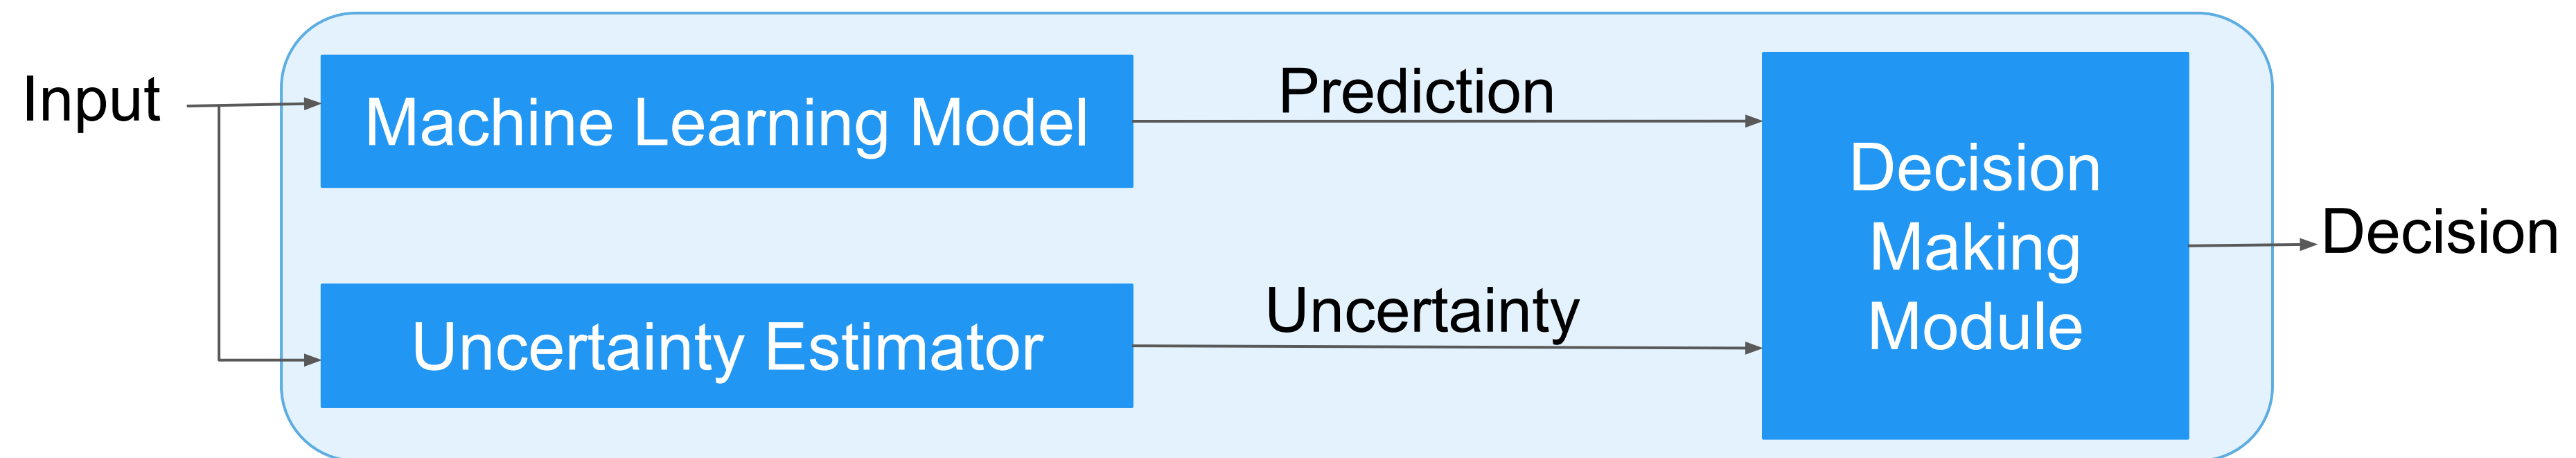 Input
Machine Learning Model
Prediction
Uncertainty Estimator
Uncertainty
Decision
Making
Module
Decision